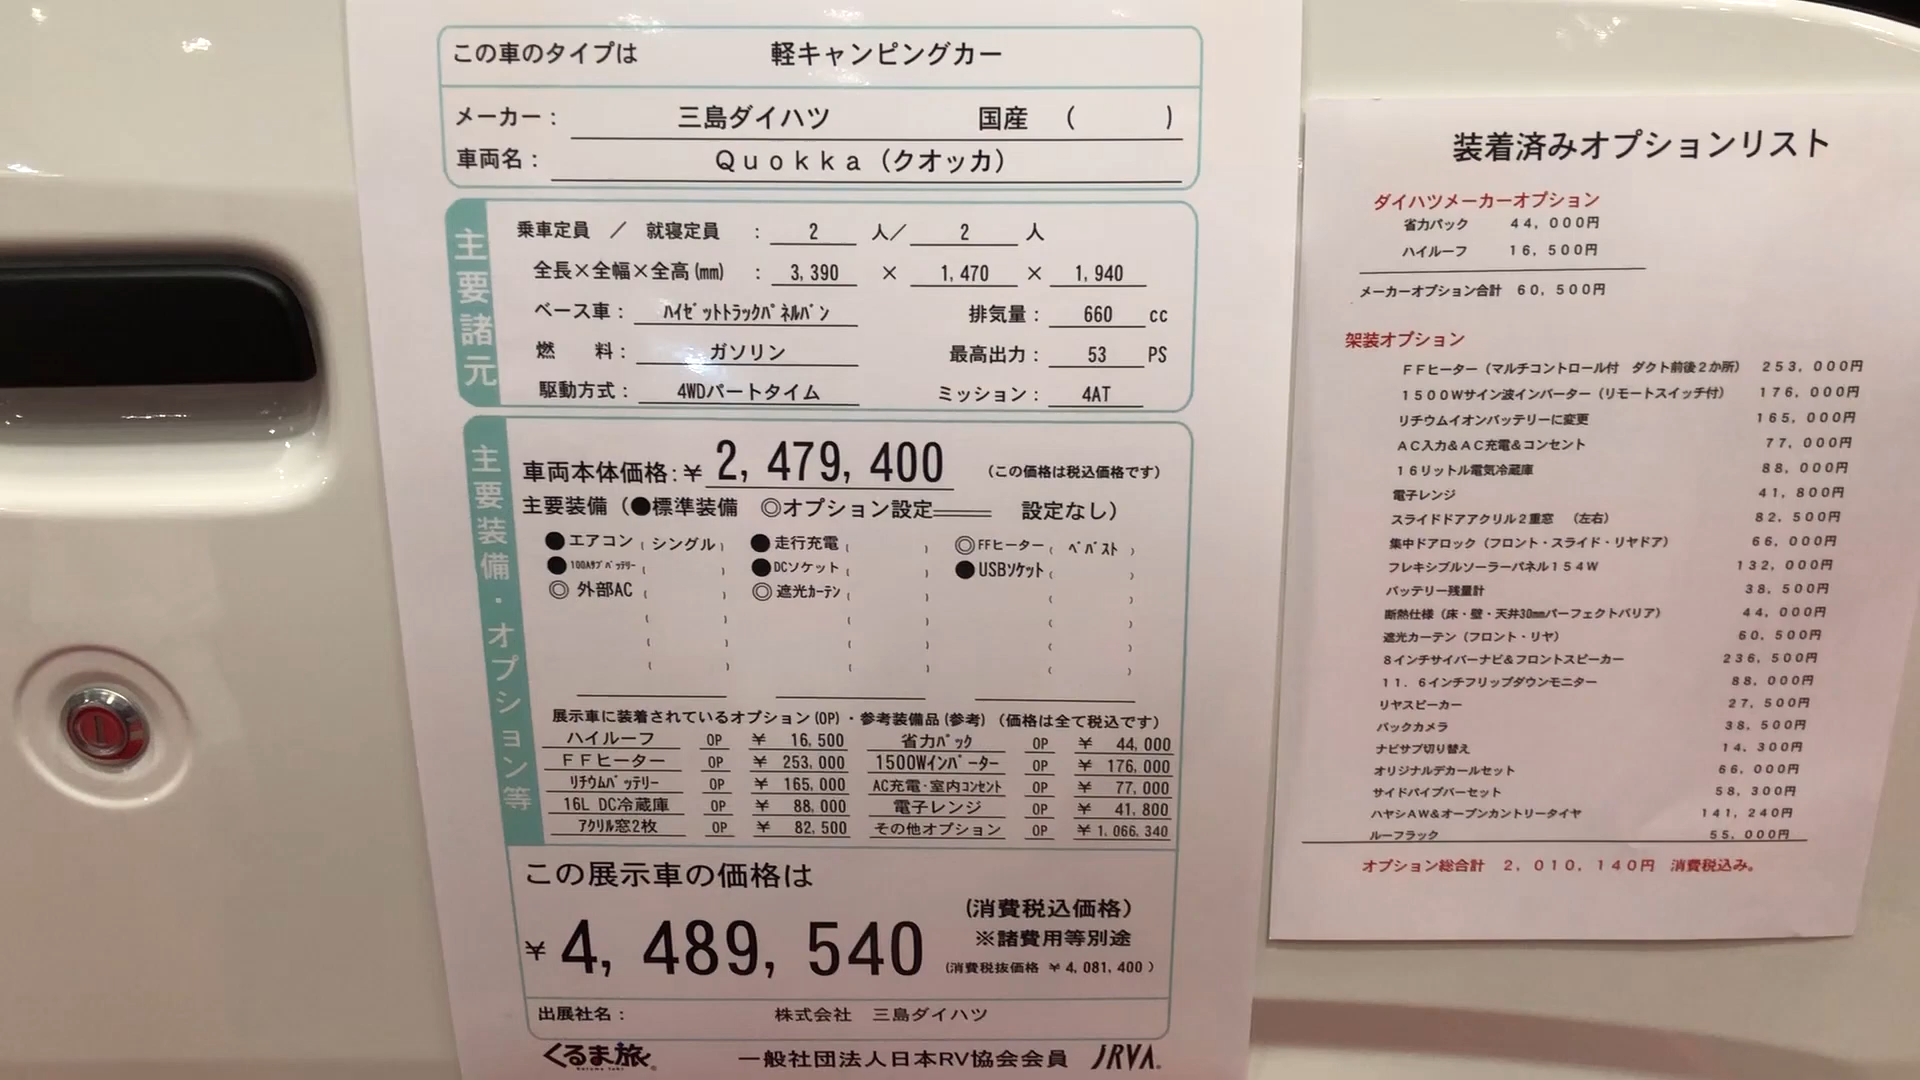 この車のタイプは 軽キャンピングカー
メーカー： 三島ダイハツ 国産 （ ）
車両名： Ｑｕｏｋｋａ（クオッカ）
主要諸元
乗車定員 ／ 就寝定員 ： 2 人／ 2 人
全長×全幅×全高(mm) ： 3,390 × 1,470 × 1,940
ベース車： ﾊｲｾﾞｯﾄﾄﾗｯｸﾊﾟﾈﾙﾊﾞﾝ 排気量： 660 cc
燃 料： ガソリン 最高出力： 53 PS
駆動方式： 4WDパートタイム ミッション： 4AT
主要装備・オプション等
車両本体価格：￥ 2,479,400 （この価格は税込価格です）
主要装備（●標準装備 ◎オプション設定 ── 設定なし）
●エアコン（シングル） ●走行充電（ ） ◎FFヒーター（ﾍﾞﾊﾞｽﾄ）
●100Aｻﾌﾞﾊﾞｯﾃﾘｰ（ ） ●DCソケット（ ） ●USBｿｹｯﾄ（ ）
◎外部AC（ ） ◎遮光ｶｰﾃﾝ（ ） （ ）
展示車に装着されているオプション(OP)・参考装備品(参考)（価格は全て税込です）
ハイルーフ OP ￥ 16,500 省力ﾊﾟｯｸ OP ￥ 44,000
ＦＦヒーター OP ￥ 253,000 1500Wｲﾝﾊﾞｰﾀｰ OP ￥ 176,000
ﾘﾁｳﾑﾊﾞｯﾃﾘｰ OP ￥ 165,000 AC充電･室内ｺﾝｾﾝﾄ OP ￥ 77,000
16L DC冷蔵庫 OP ￥ 88,000 電子レンジ OP ￥ 41,800
ｱｸﾘﾙ窓2枚 OP ￥ 82,500 その他オプション OP ￥1,066,340
この展示車の価格は
￥4,489,540 （消費税込価格）
※諸費用等別途
（消費税抜価格 ￥4,081,400）
出展社名： 株式会社 三島ダイハツ
くるま旅 一般社団法人日本RV協会会員 JRVA.
装着済みオプションリスト
ダイハツメーカーオプション
省力パック ４４，０００円
ハイルーフ １６，５００円
メーカーオプション合計 ６０，５００円
架装オプション
ＦＦヒーター（マルチコントロール付 ダクト前後２か所） ２５３，０００円
１５００Ｗサイン波インバーター（リモートスイッチ付） １７６，０００円
リチウムイオンバッテリーに変更 １６５，０００円
ＡＣ入力＆ＡＣ充電＆コンセント ７７，０００円
１６リットル電気冷蔵庫 ８８，０００円
電子レンジ ４１，８００円
スライドドアアクリル２重窓 （左右） ８２，５００円
集中ドアロック（フロント・スライド・リヤドア） ６６，０００円
フレキシブルソーラーパネル１５４Ｗ １３２，０００円
バッテリー残量計 ３８，５００円
断熱仕様（床・壁・天井30mmパーフェクトバリア） ４４，０００円
遮光カーテン（フロント・リヤ） ６０，５００円
８インチサイバーナビ＆フロントスピーカー ２３６，５００円
１１．６インチフリップダウンモニター ８８，０００円
リヤスピーカー ２７，５００円
バックカメラ ３８，５００円
ナビサブ切り替え １４，３００円
オリジナルデカールセット ６６，０００円
サイドパイプバーセット ５８，３００円
ハヤシＡＷ＆オープンカントリータイヤ １４１，２４０円
ルーフラック ５５，０００円
オプション総合計 ２，０１０，１４０円 消費税込み。